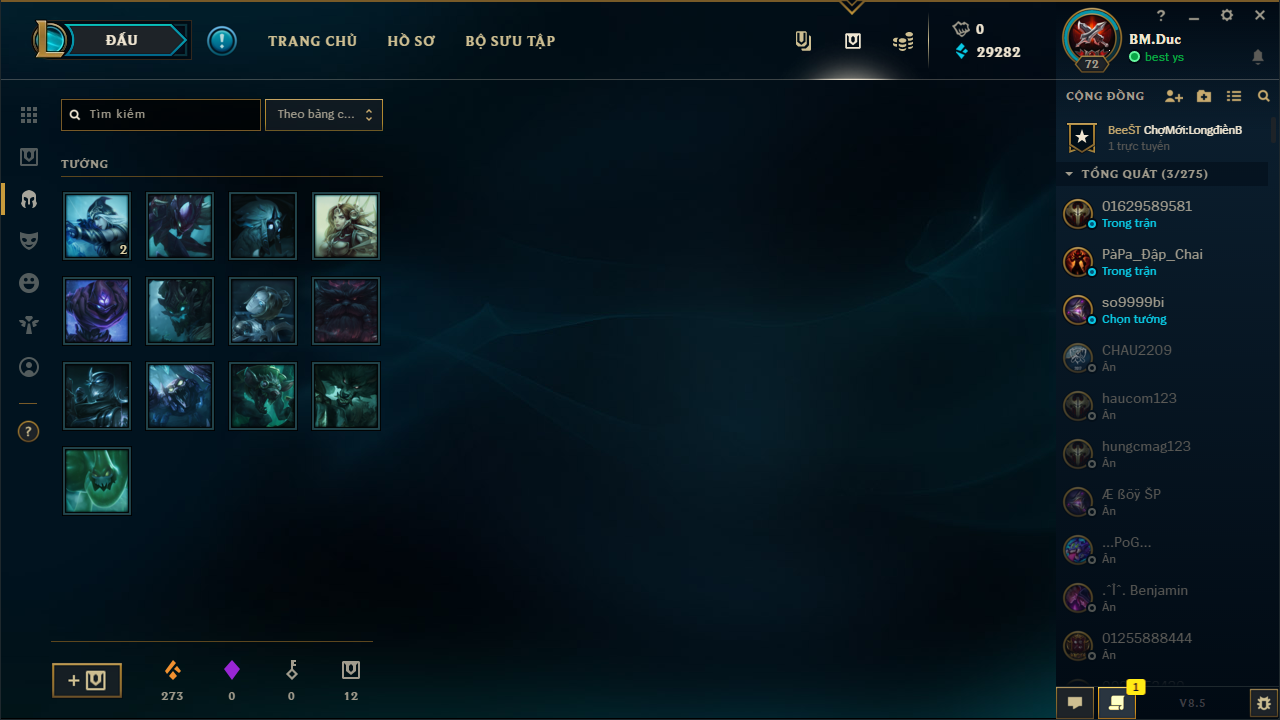 ĐẤU
TRANG CHỦ
HỒ SƠ
BỘ SƯU TẬP
0
29282
72
BM.Duc
best ys
Tìm kiếm
Theo bảng c...
TƯỚNG
2
273
0
0
12
CỘNG ĐỒNG
BeeŠT ChợMới:LongđiềnB
1 trực tuyến
TỔNG QUÁT (3/275)
01629589581
Trong trận
PàPa_Đập_Chai
Trong trận
so9999bi
Chọn tướng
CHAU2209
Ẩn
haucom123
Ẩn
hungcmag123
Ẩn
Æ ßöÿ ŠP
Ẩn
...PoG...
Ẩn
.ˆÏˆ. Benjamin
Ẩn
01255888444
Ẩn
1
V8.5